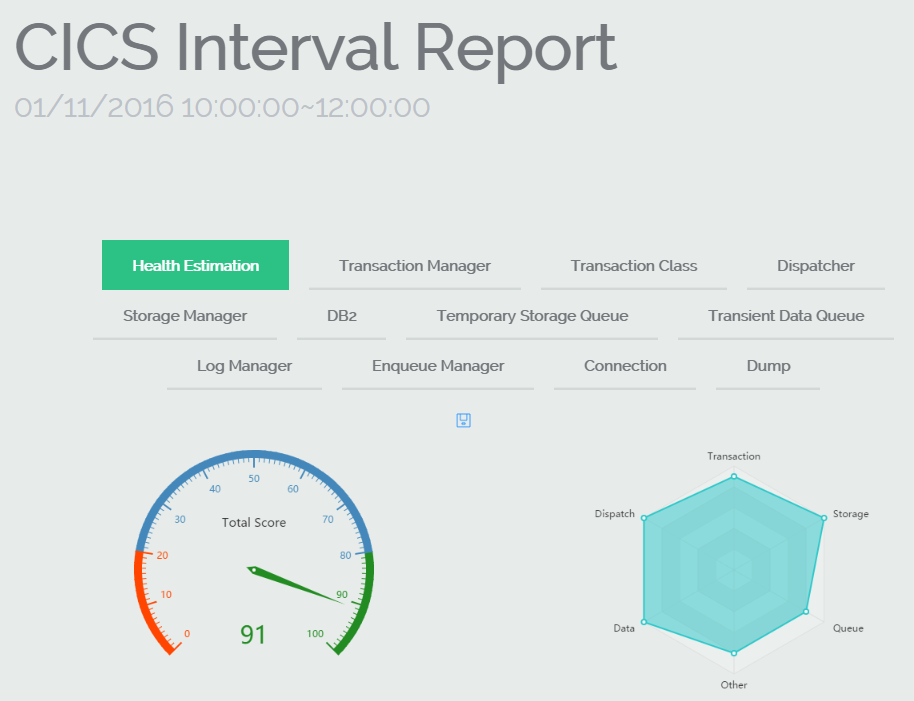 CICS Interval Report
01/11/2016 10:00:00~12:00:00
Health Estimation Transaction Manager Transaction Class Dispatcher
Storage Manager DB2 Temporary Storage Queue Transient Data Queue
Log Manager Enqueue Manager Connection Dump
50
40 60
30 Total Score 70
20 80
10 90
0 91 100
Transaction
Dispatch Storage
Data Queue
Other